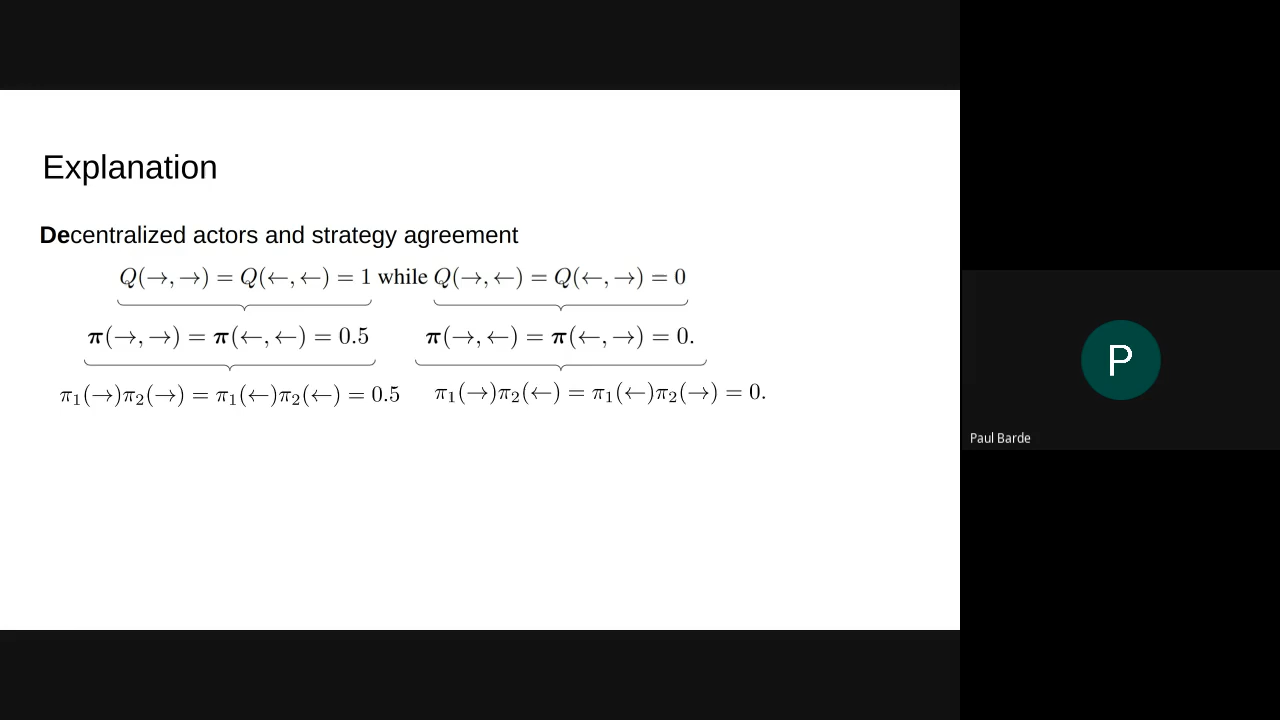 Explanation
Decentralized actors and strategy agreement
Q(→,→) = Q(←,←) = 1 while Q(→,←) = Q(←,→) = 0
π(→,→) = π(←,←) = 0.5 π(→,←) = π(←,→) = 0.
π₁(→)π₂(→) = π₁(←)π₂(←) = 0.5 π₁(→)π₂(←) = π₁(←)π₂(→) = 0.
P
Paul Barde